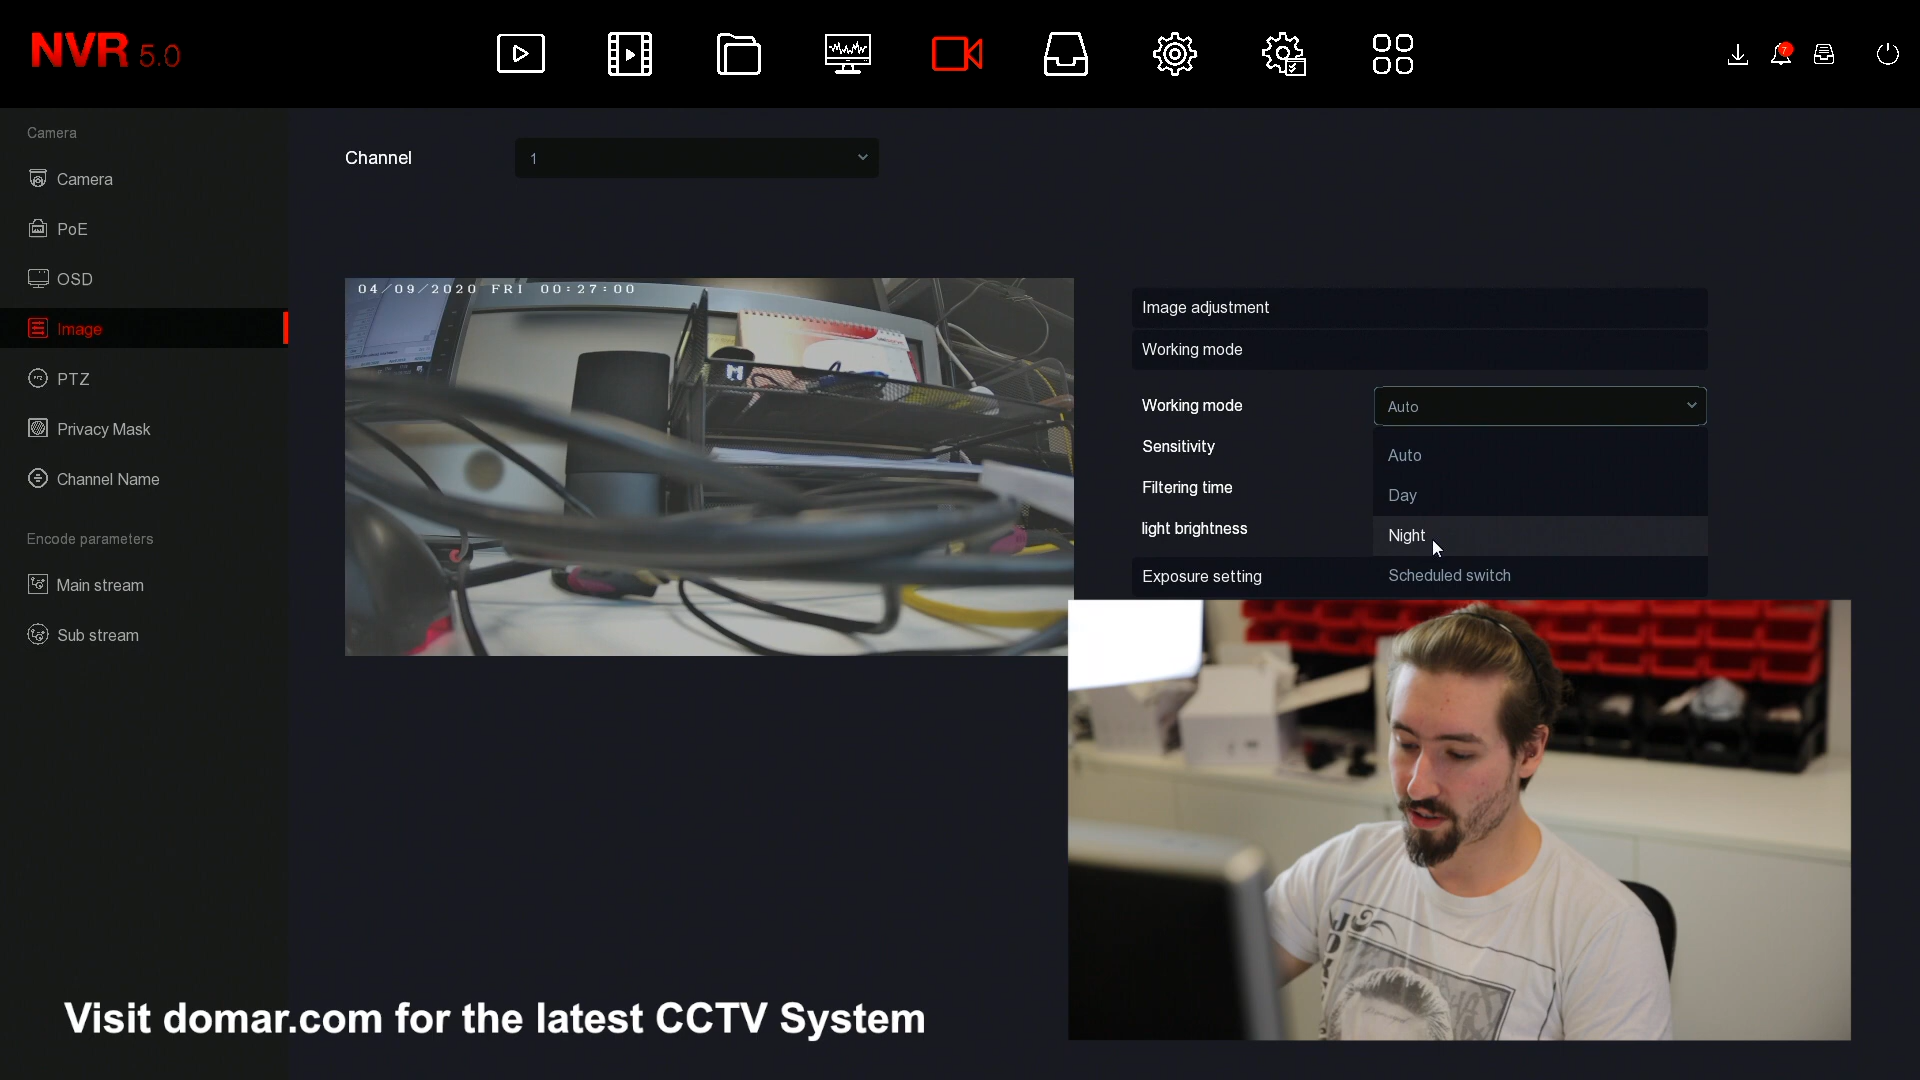 NVR 5.0
7
Camera
Camera
PoE
OSD
Image
PTZ
Privacy Mask
Channel Name
Encode parameters
Main stream
Sub stream
Channel
1
04/09/2020 FRI 00:27:00
Image adjustment
Working mode
Working mode
Auto
Sensitivity
Auto
Filtering time
Day
light brightness
Night
Exposure setting
Scheduled switch
Visit domar.com for the latest CCTV System